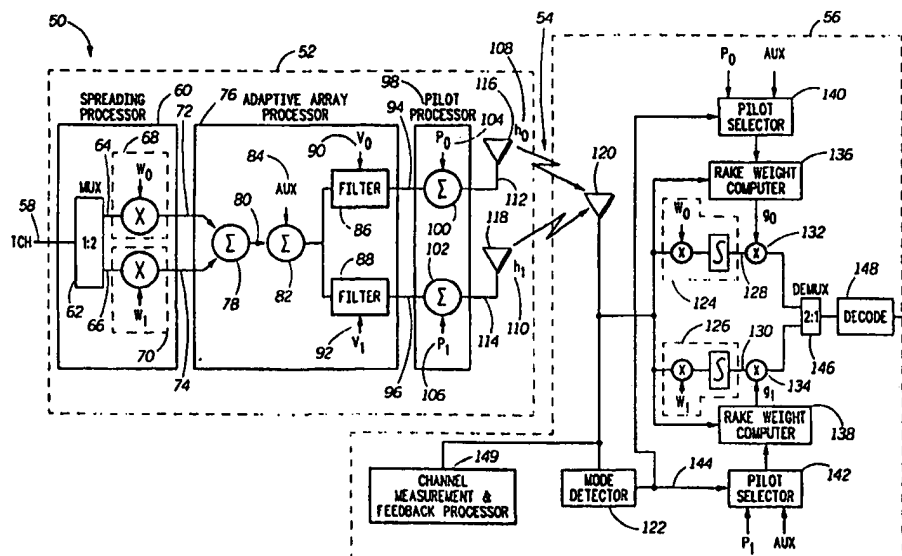 50
52
54
56
108
116
98
60
76
SPREADING PROCESSOR
ADAPTIVE ARRAY PROCESSOR
PILOT PROCESSOR
64
68
72
84
90
94
104
W0
V0
P0
h0
AUX
MUX
58
TCH
1:2
X
80
FILTER
Σ
86
100
112
62
Σ
78
Σ
82
88
102
118
X
FILTER
Σ
h1
66
W1
V1
P1
70
74
92
96
106
114
110
120
P0
AUX
PILOT SELECTOR
140
RAKE WEIGHT COMPUTER
136
W0
g0
X
∫
X
132
124
128
DEMUX
2:1
148
DECODE
126
130
146
X
∫
X
134
W1
g1
RAKE WEIGHT COMPUTER
138
149
CHANNEL MEASUREMENT & FEEDBACK PROCESSOR
MODE DETECTOR
122
144
PILOT SELECTOR
142
P1
AUX